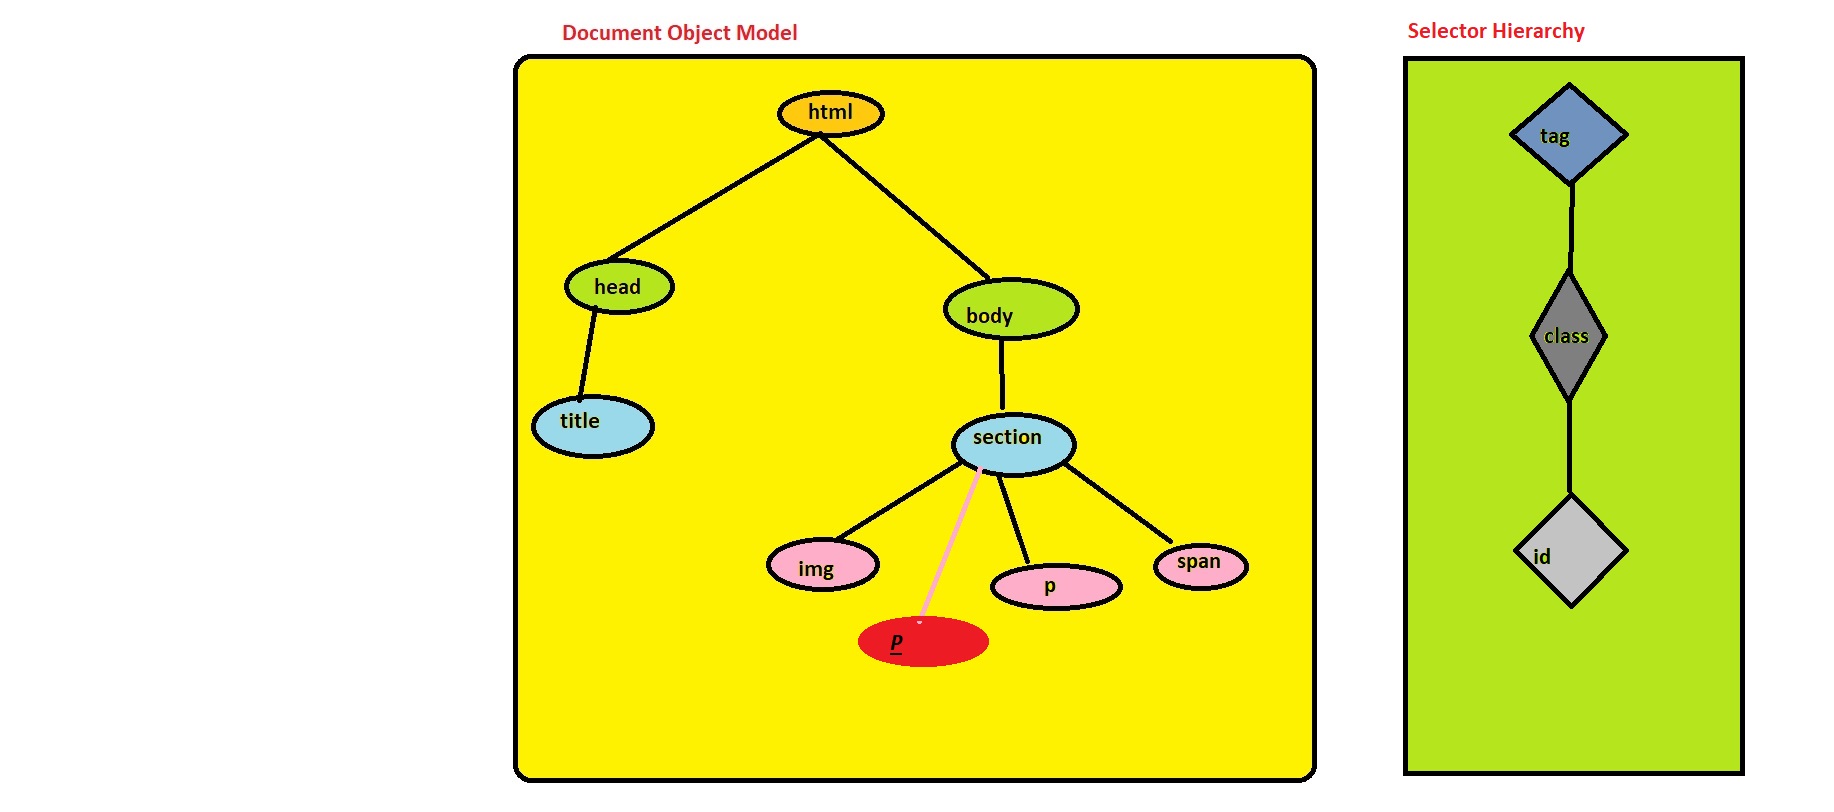 Document Object Model
html
head
body
title
section
img
p
span
p
Selector Hierarchy
tag
class
id